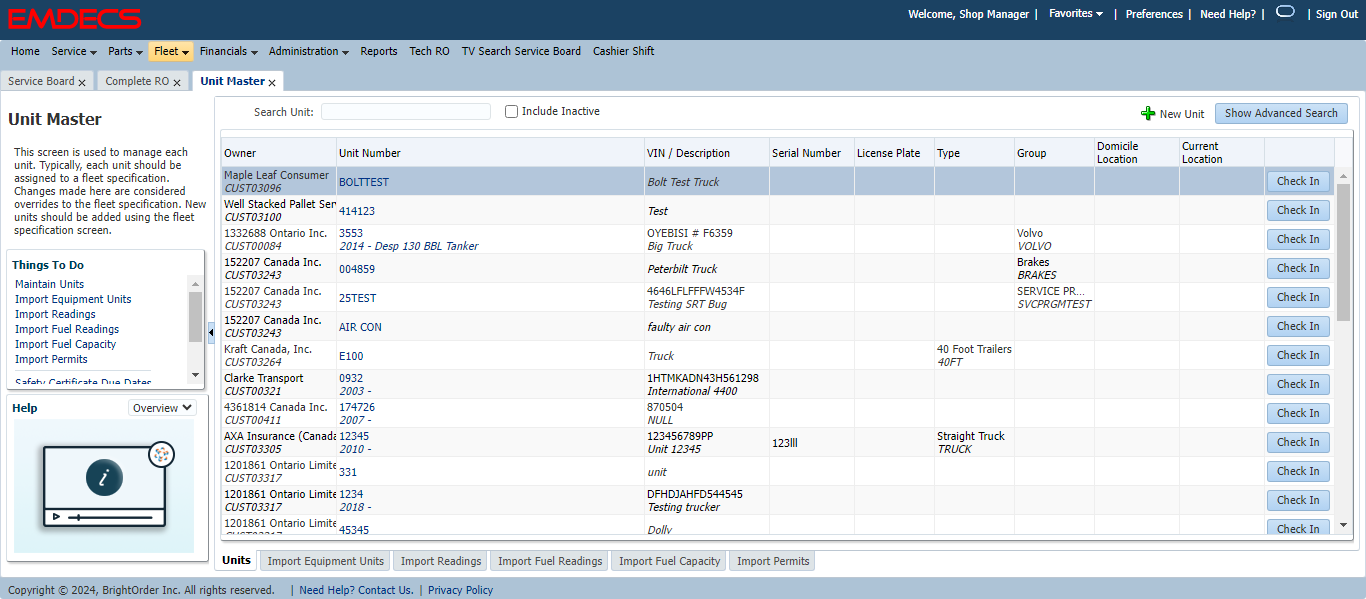 EMDECS
Welcome, Shop Manager | Favorites | Preferences | Need Help? | | Sign Out
Home Service Parts Fleet Financials Administration Reports Tech RO TV Search Service Board Cashier Shift
Service Board x Complete RO x Unit Master x
Unit Master
This screen is used to manage each
unit. Typically, each unit should be
assigned to a fleet specification.
Changes made here are considered
overrides to the fleet specification. New
units should be added using the fleet
specification screen.
Things To Do
Maintain Units
Import Equipment Units
Import Readings
Import Fuel Readings
Import Fuel Capacity
Import Permits
Safety Certificate Due Dates
Help Overview
i
Search Unit: Include Inactive New Unit Show Advanced Search
Owner Unit Number VIN / Description Serial Number License Plate Type Group Domicile Location Current Location
Maple Leaf Consumer
CUST03096 BOLTTEST Bolt Test Truck Check In
Well Stacked Pallet Ser
CUST03100 414123 Test Check In
1332688 Ontario Inc. 3553 OYEBISI # F6359 Volvo
CUST00084 2014 - Desp 130 BBL Tanker Big Truck VOLVO Check In
152207 Canada Inc. Brakes
CUST03243 004859 Peterbilt Truck BRAKES Check In
152207 Canada Inc. 4646LFLFFFW4534F SERVICE PR...
CUST03243 25TEST Testing SRT Bug SVCPRGMTEST Check In
152207 Canada Inc.
CUST03243 AIR CON faulty air con Check In
Kraft Canada, Inc. 40 Foot Trailers
CUST03264 E100 Truck 40FT Check In
Clarke Transport 0932 1HTMKADN43H561298
CUST00321 2003 - International 4400 Check In
4361814 Canada Inc. 174726 870504
CUST00411 2007 - NULL Check In
AXA Insurance (Canada 12345 123456789PP Straight Truck
CUST03305 2010 - Unit 12345 123lll TRUCK Check In
1201861 Ontario Limite
CUST03317 331 unit Check In
1201861 Ontario Limite 1234 DFHDJAHFD544545
CUST03317 2018 - Testing trucker Check In
1201861 Ontario Limite
CUST03317 45345 Dolly Check In
Units Import Equipment Units Import Readings Import Fuel Readings Import Fuel Capacity Import Permits
Copyright © 2024, BrightOrder Inc. All rights reserved. | Need Help? Contact Us. | Privacy Policy